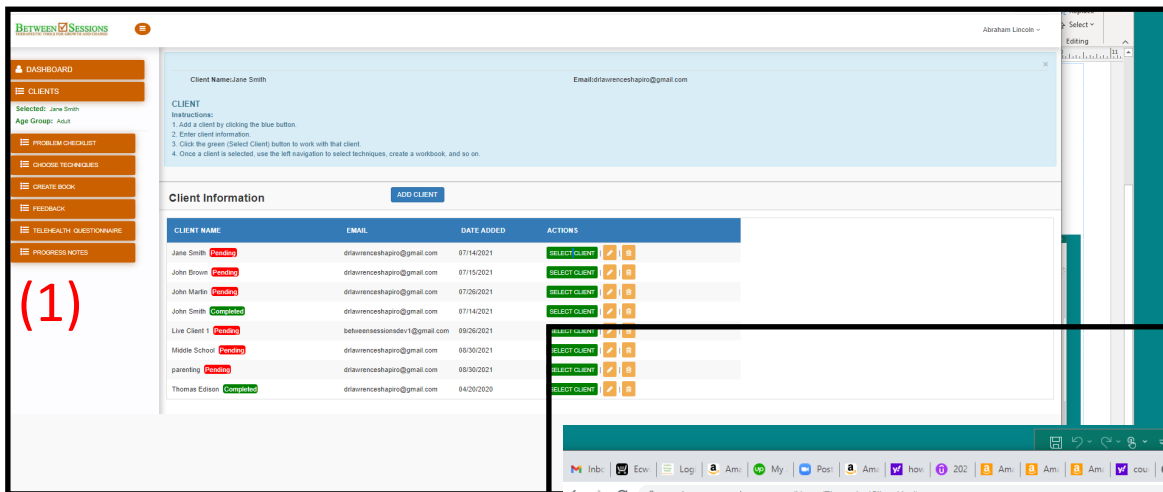 BETWEEN SESSIONS
THERAPEUTIC TOOLS FOR GROWTH AND CHANGE
Abraham Lincoln
Select
Editing
11
DASHBOARD
CLIENTS
Selected: Jane Smith
Age Group: Adult
PROBLEM CHECKLIST
CHOOSE TECHNIQUES
CREATE BOOK
FEEDBACK
TELEHEALTH QUESTIONNAIRE
PROGRESS NOTES
(1)
×
Client Name:Jane Smith Email:drlawrenceshapiro@gmail.com
CLIENT
Instructions:
1. Add a client by clicking the blue button.
2. Enter client information.
3. Click the green (Select Client) button to work with that client.
4. Once a client is selected, use the left navigation to select techniques, create a workbook, and so on.
Client Information ADD CLIENT
CLIENT NAME EMAIL DATE ADDED ACTIONS
Jane Smith Pending drlawrenceshapiro@gmail.com 07/14/2021 SELECT CLIENT | |
John Brown Pending drlawrenceshapiro@gmail.com 07/15/2021 SELECT CLIENT | |
John Martin Pending drlawrenceshapiro@gmail.com 07/26/2021 SELECT CLIENT | |
John Smith Completed drlawrenceshapiro@gmail.com 07/14/2021 SELECT CLIENT | |
Live Client 1 Pending betweensessionsdev1@gmail.com 09/26/2021 SELECT CLIENT | |
Middle School Pending drlawrenceshapiro@gmail.com 08/30/2021 SELECT CLIENT | |
parenting Pending drlawrenceshapiro@gmail.com 08/30/2021 SELECT CLIENT | |
Thomas Edison Completed drlawrenceshapiro@gmail.com 04/20/2020 SELECT CLIENT | |
Inbo Ecw Logi Ama My Post Ama how 202 Ama Ama Ama cour